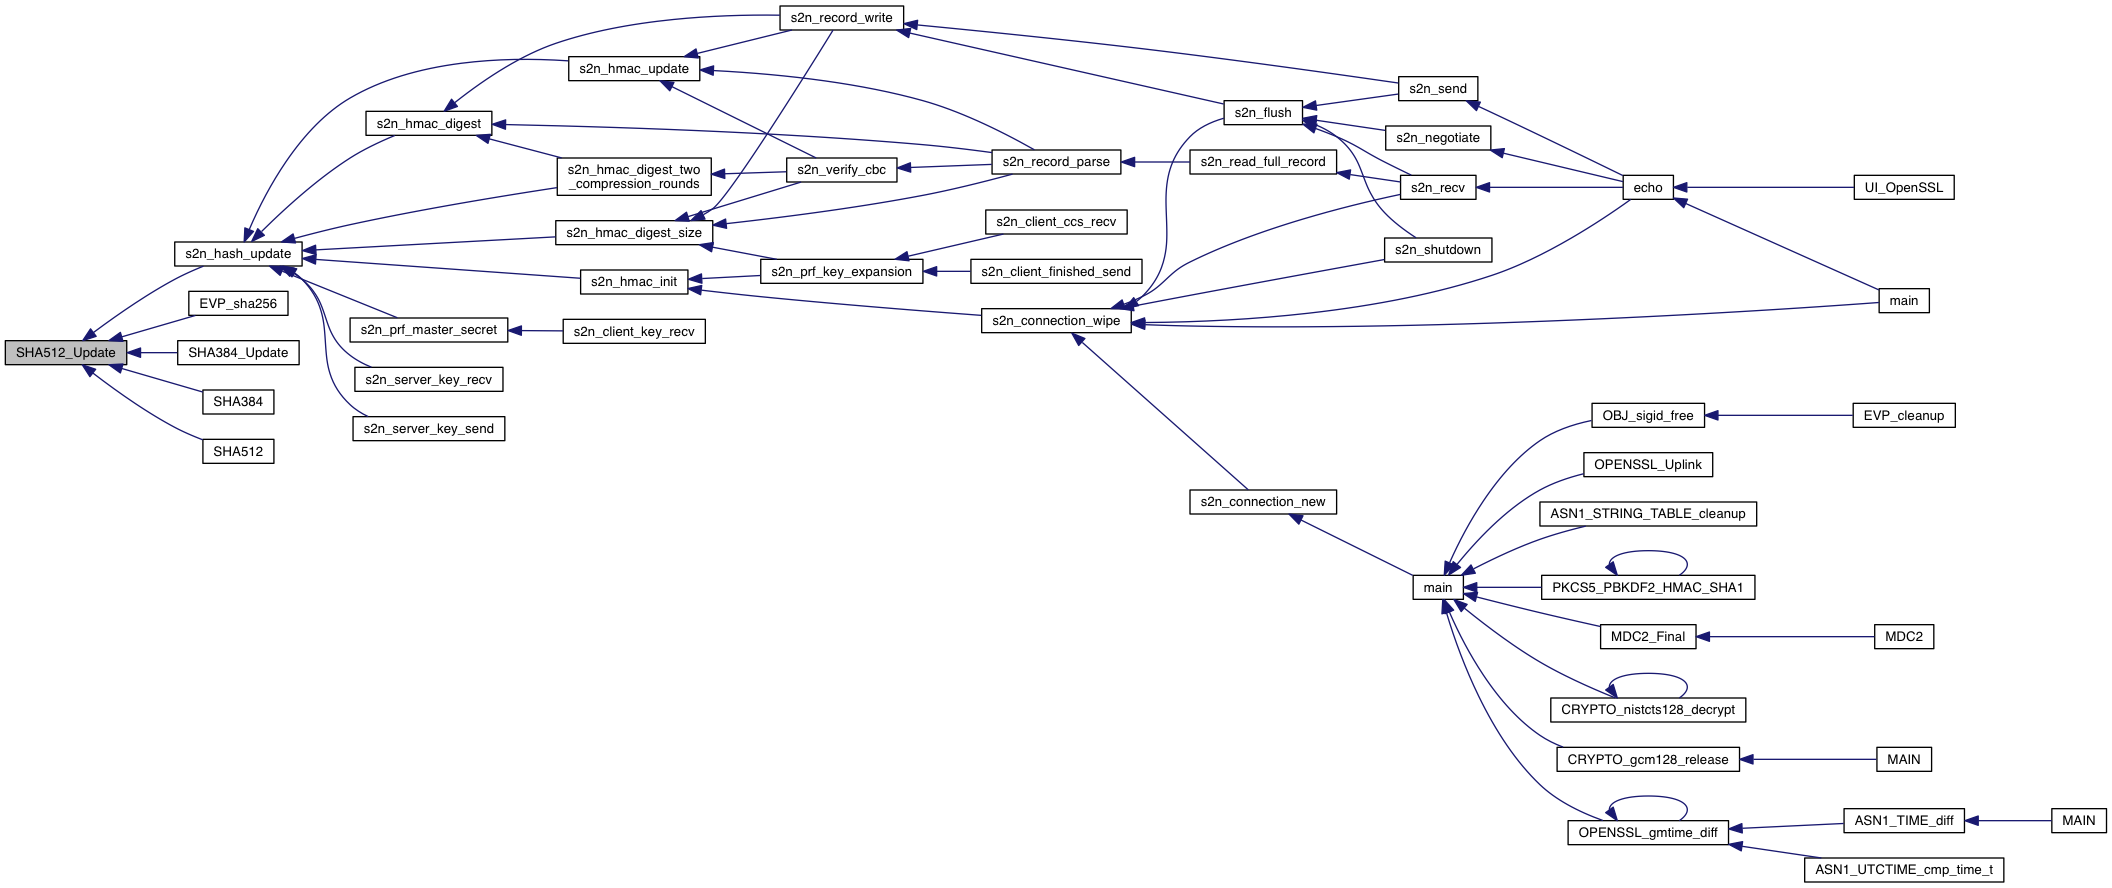 s2n_record_write
s2n_hmac_update
s2n_send
s2n_flush
s2n_hmac_digest
s2n_negotiate
s2n_hmac_digest_two
_compression_rounds
s2n_verify_cbc
s2n_record_parse
s2n_read_full_record
s2n_recv
echo
UI_OpenSSL
s2n_client_ccs_recv
s2n_hmac_digest_size
s2n_shutdown
s2n_hash_update
s2n_prf_key_expansion
s2n_client_finished_send
s2n_hmac_init
EVP_sha256
main
s2n_connection_wipe
s2n_prf_master_secret
s2n_client_key_recv
SHA512_Update
SHA384_Update
s2n_server_key_recv
SHA384
s2n_server_key_send
SHA512
OBJ_sigid_free
EVP_cleanup
OPENSSL_Uplink
s2n_connection_new
ASN1_STRING_TABLE_cleanup
main
PKCS5_PBKDF2_HMAC_SHA1
MDC2_Final
MDC2
CRYPTO_nistcts128_decrypt
CRYPTO_gcm128_release
MAIN
OPENSSL_gmtime_diff
ASN1_TIME_diff
MAIN
ASN1_UTCTIME_cmp_time_t